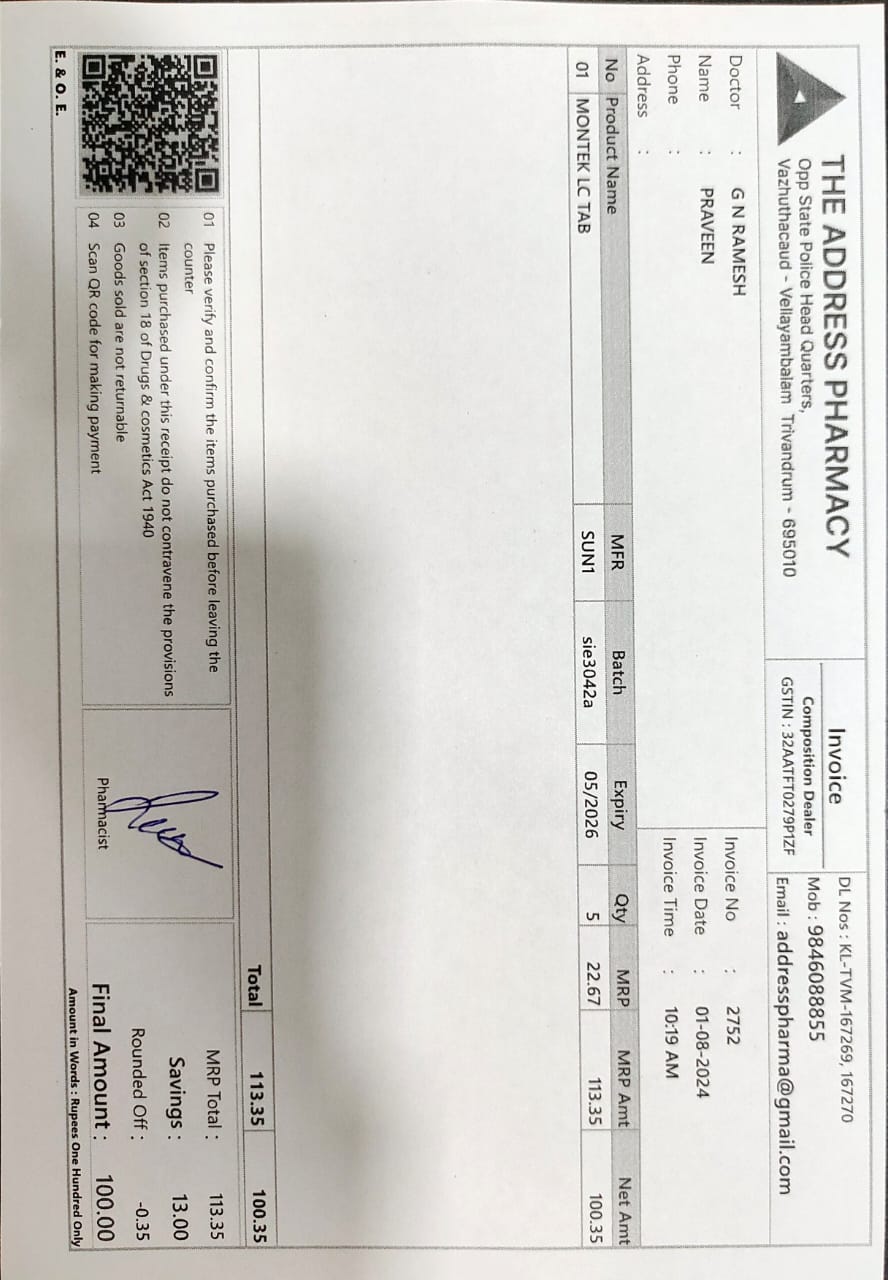 THE ADDRESS PHARMACY
Opp State Police Head Quarters,
Vazhuthacaud - Vellayambalam Trivandrum - 695010
Invoice
Composition Dealer
GSTIN : 32AATFT0279P1ZF
DL Nos : KL-TVM-167269, 167270
Mob : 9846088855
Email : addresspharma@gmail.com
Doctor : G N RAMESH
Name : PRAVEEN
Phone :
Address :
Invoice No : 2752
Invoice Date : 01-08-2024
Invoice Time : 10:19 AM
No Product Name MFR Batch Expiry Qty MRP MRP Amt Net Amt
01 MONTEK LC TAB SUN1 sie3042a 05/2026 5 22.67 113.35 100.35
Total 113.35 100.35
01 Please verify and confirm the items purchased before leaving the
counter
02 Items purchased under this receipt do not contravene the provisions
of section 18 of Drugs & cosmetics Act 1940
03 Goods sold are not returnable
04 Scan QR code for making payment
Pharmacist
MRP Total : 113.35
Savings : 13.00
Rounded Off : -0.35
Final Amount : 100.00
Amount in Words : Rupees One Hundred Only
E. & O. E.